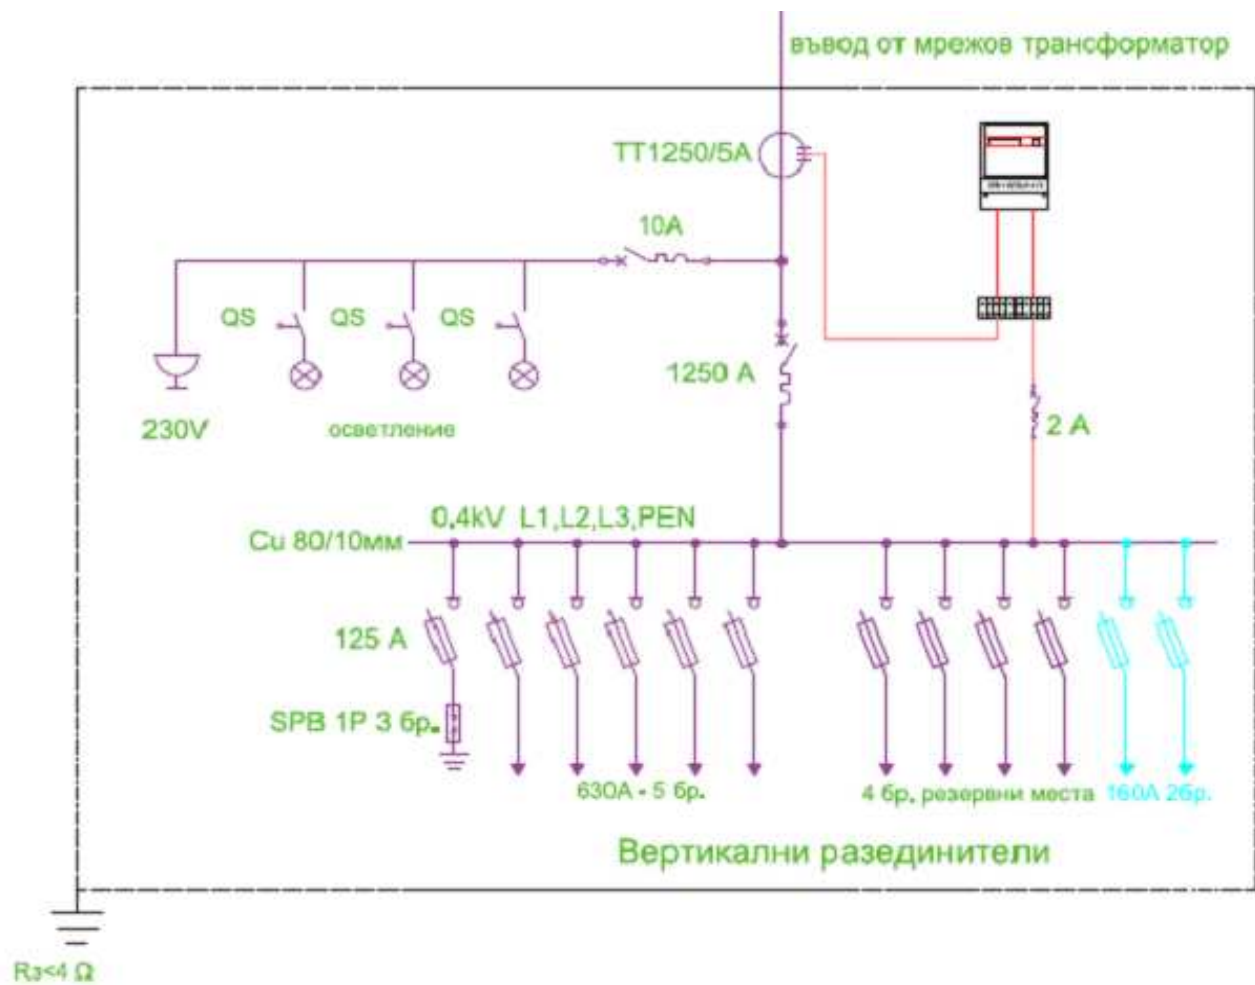 въвод от мрежов трансформатор
ТТ1250/5А
10А
QS QS QS
1250 А
2 А
230V
осветление
0,4kV L1,L2,L3,PEN
Cu 80/10мм
125 А
SPB 1P 3 бр.
630А - 5 бр.
4 бр. резервни места
160А 2бр.
Вертикални разединители
Rз<4 Ω